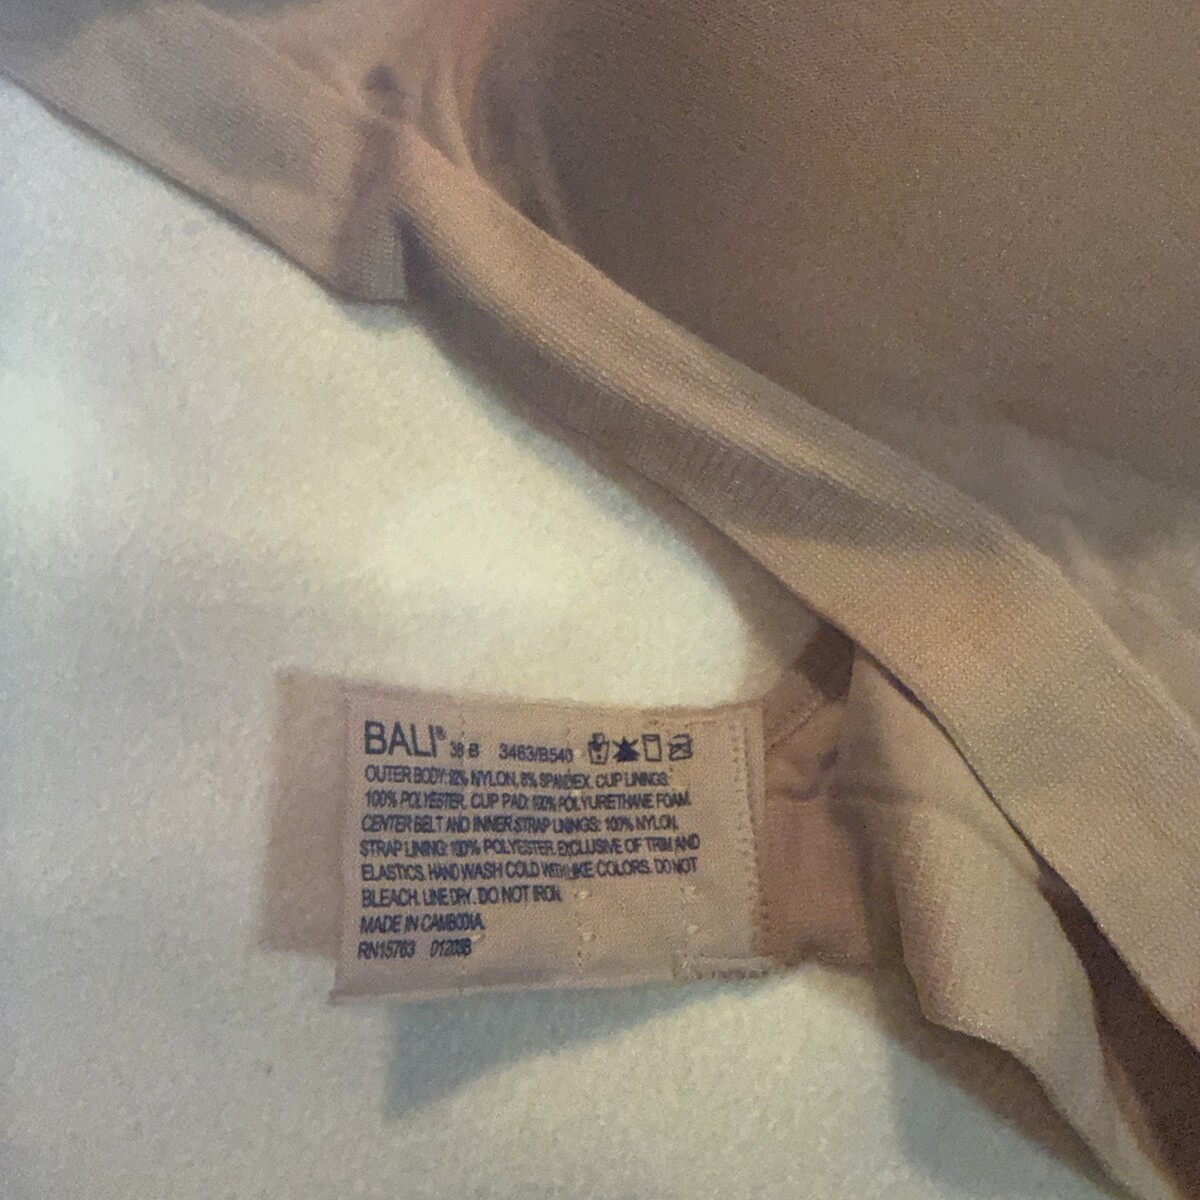 BALI® 38 B 3463/B540
OUTER BODY: 92% NYLON, 8% SPANDEX. CUP LININGS:
100% POLYESTER. CUP PAD: 100% POLYURETHANE FOAM.
CENTER BELT AND INNER STRAP LININGS: 100% NYLON.
STRAP LINING: 100% POLYESTER. EXCLUSIVE OF TRIM AND
ELASTICS. HAND WASH COLD WITH LIKE COLORS. DO NOT
BLEACH. LINE DRY. DO NOT IRON.
MADE IN CAMBODIA.
RN15763